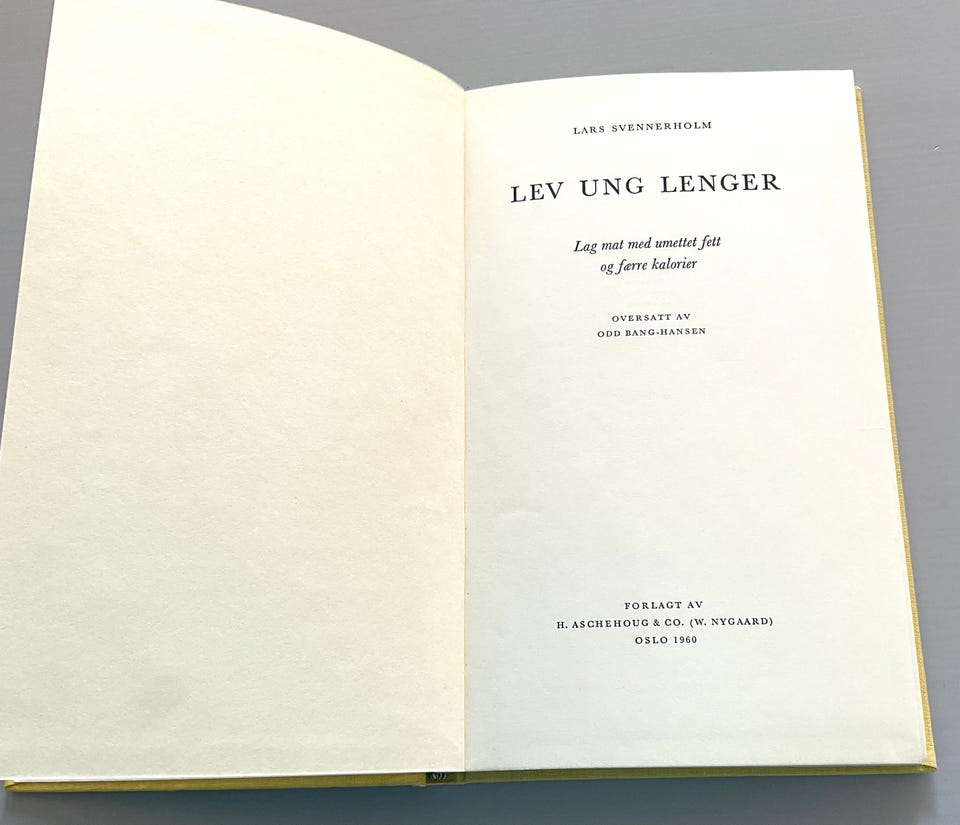 LARS SVENNERHOLM
LEV UNG LENGER
Lag mat med umettet fett
og færre kalorier
OVERSATT AV
ODD BANG-HANSEN
FORLAGT AV
H. ASCHEHOUG & CO. (W. NYGAARD)
OSLO 1960